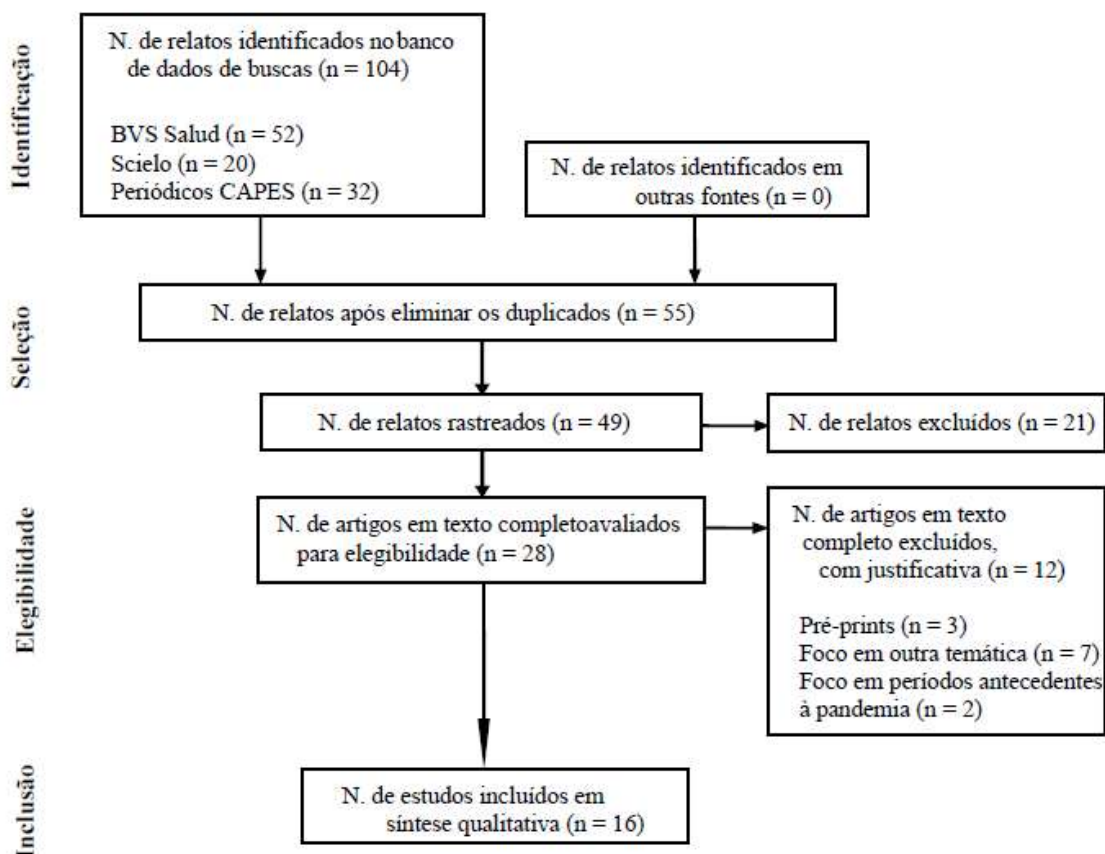 Identificação
N. de relatos identificados no banco
de dados de buscas (n = 104)
BVS Salud (n = 52)
Scielo (n = 20)
Periódicos CAPES (n = 32)
N. de relatos identificados em
outras fontes (n = 0)
Seleção
N. de relatos após eliminar os duplicados (n = 55)
N. de relatos rastreados (n = 49)
N. de relatos excluídos (n = 21)
Elegibilidade
N. de artigos em texto completoavaliados
para elegibilidade (n = 28)
N. de artigos em texto
completo excluídos,
com justificativa (n = 12)
Pré-prints (n = 3)
Foco em outra temática (n = 7)
Foco em períodos antecedentes
à pandemia (n = 2)
Inclusão
N. de estudos incluídos em
síntese qualitativa (n = 16)